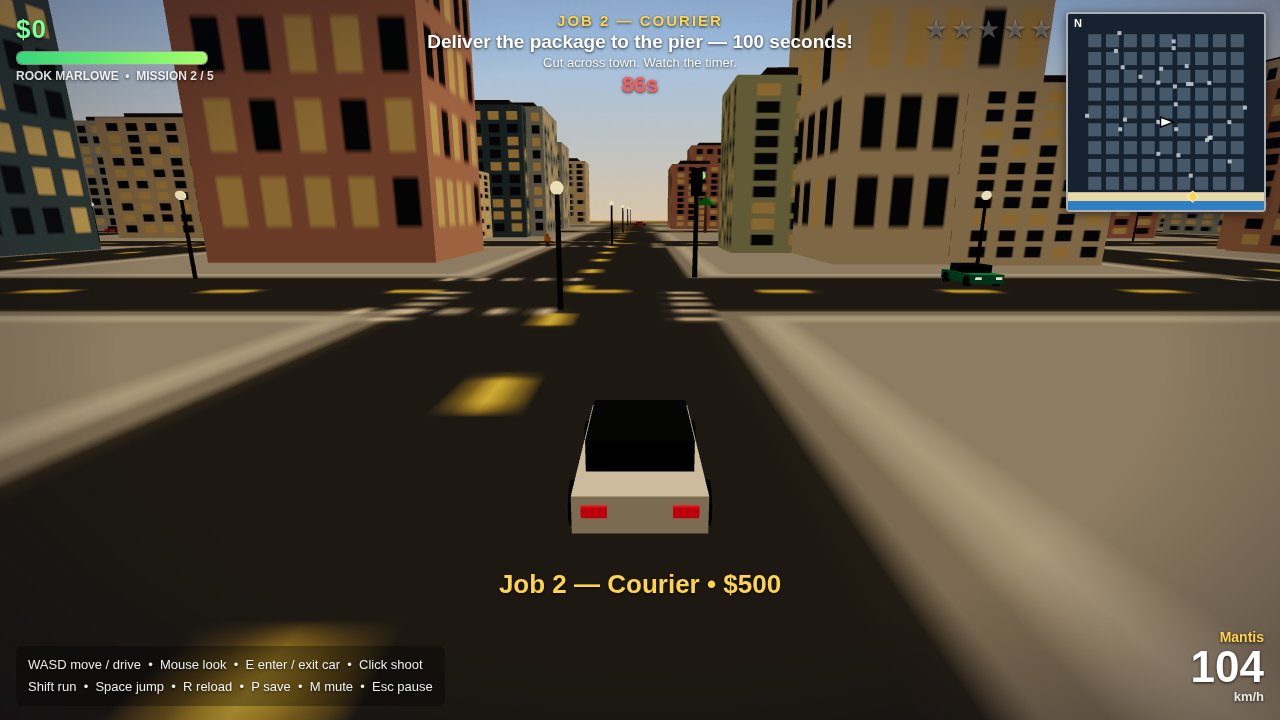 $0
ROOK MARLOWE • MISSION 2 / 5
JOB 2 — COURIER
Deliver the package to the pier — 100 seconds!
Cut across town. Watch the timer.
86s
N
Job 2 — Courier • $500
WASD move / drive • Mouse look • E enter / exit car • Click shoot
Shift run • Space jump • R reload • P save • M mute • Esc pause
Mantis
104
km/h